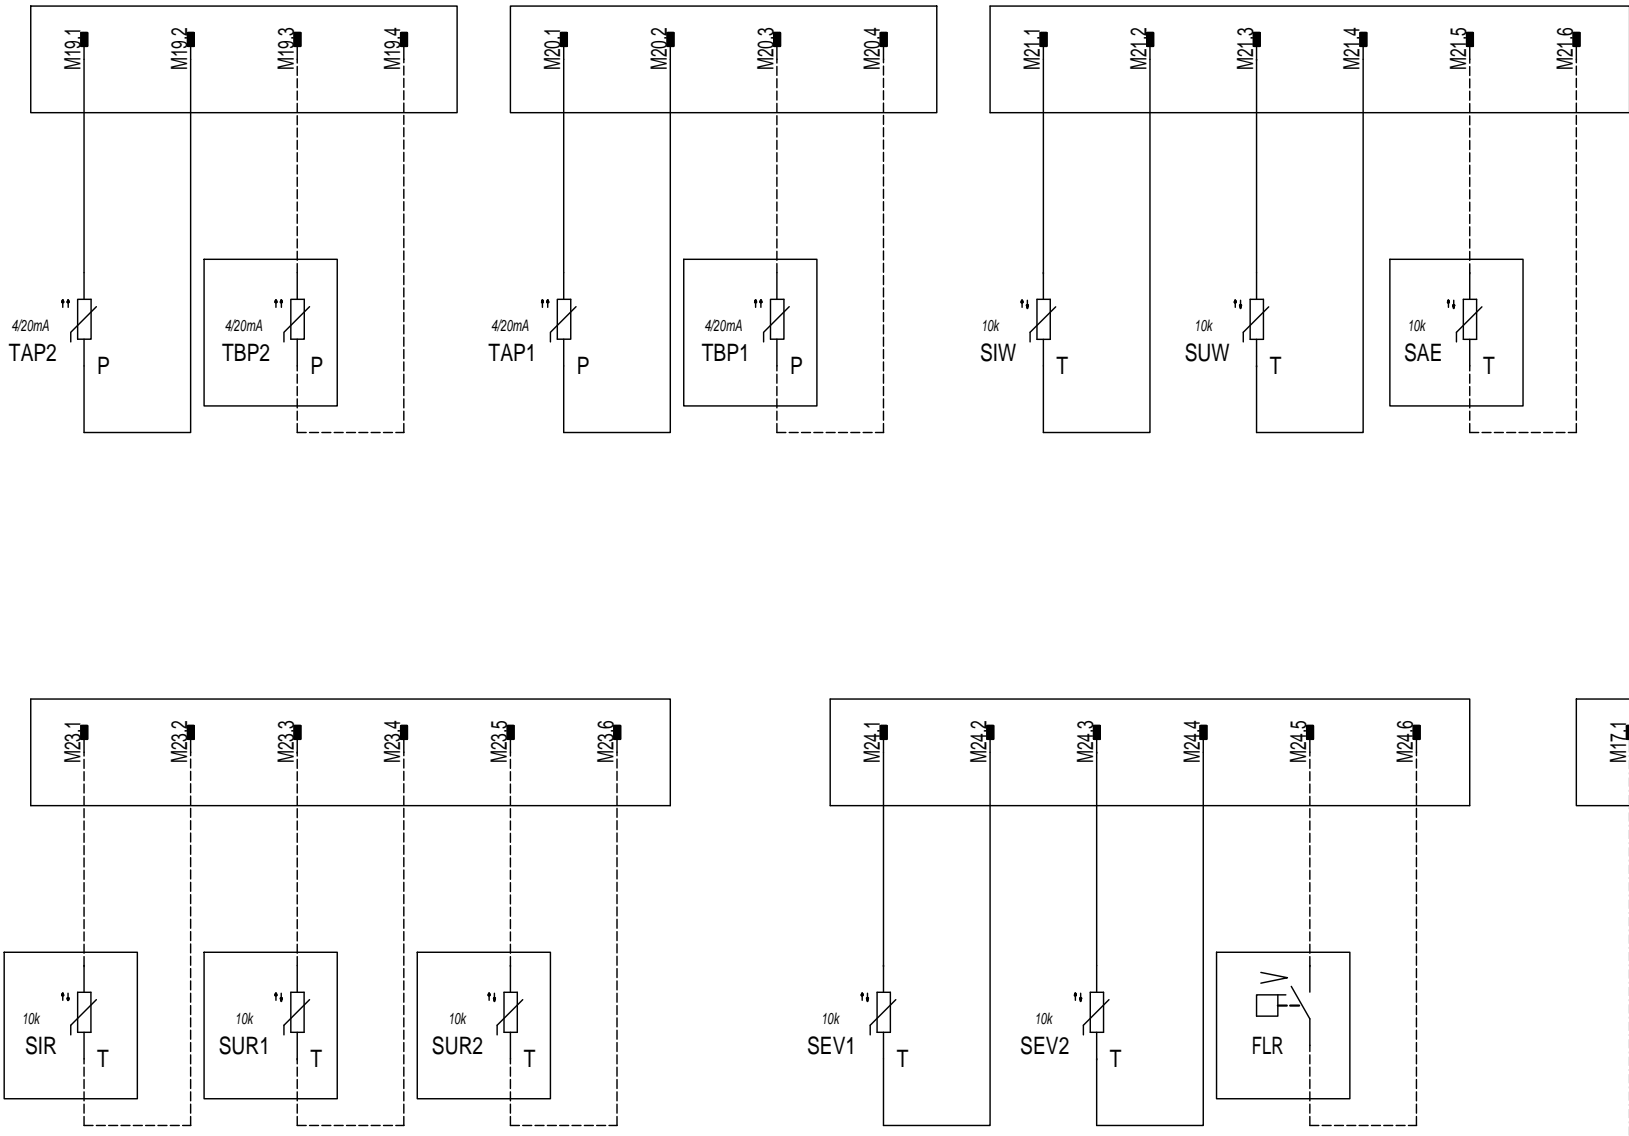 M19.1 M19.2 M19.3 M19.4 M20.1 M20.2 M20.3 M20.4 M21.1 M21.2 M21.3 M21.4 M21.5 M21.6
4/20mA 4/20mA 4/20mA 4/20mA 10k 10k 10k
TAP2 TBP2 TAP1 TBP1 SIW SUW SAE
P P P P T T T
M23.1 M23.2 M23.3 M23.4 M23.5 M23.6 M24.1 M24.2 M24.3 M24.4 M24.5 M24.6 M17.1
10k 10k 10k 10k 10k
SIR SUR1 SUR2 SEV1 SEV2 FLR
T T T T T